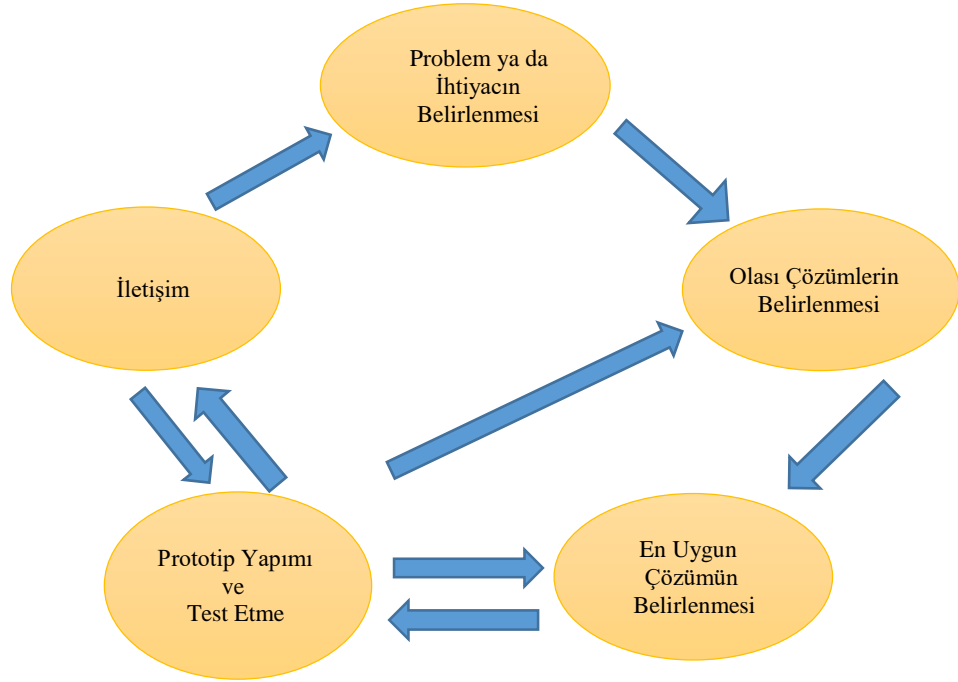 Problem ya da
İhtiyacın
Belirlenmesi
Olası Çözümlerin
Belirlenmesi
En Uygun
Çözümün
Belirlenmesi
Prototip Yapımı
ve
Test Etme
İletişim